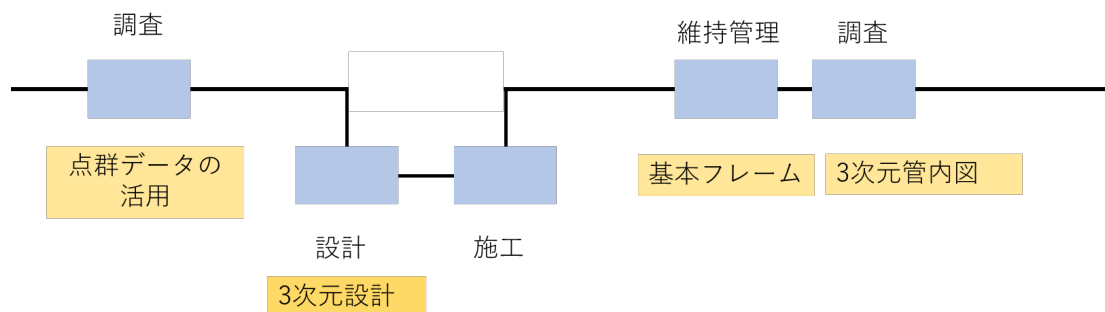 調査
維持管理
調査
点群データの
活用
基本フレーム
3次元管内図
設計
施工
3次元設計